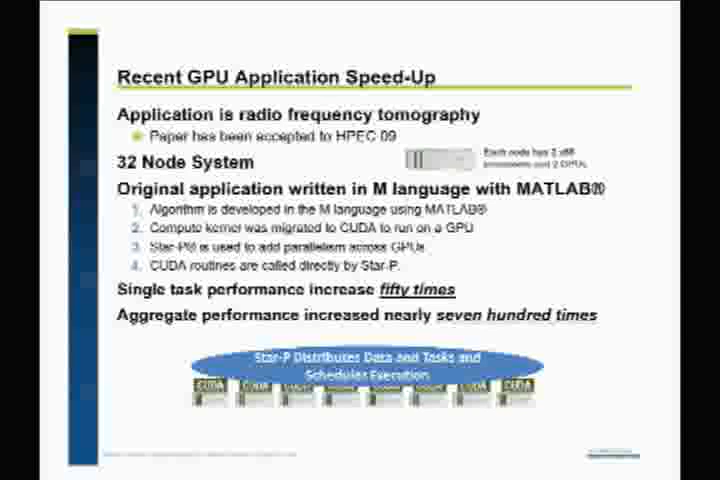 Recent GPU Application Speed-Up
Application is radio frequency tomography
Paper has been accepted to HPEC 09
32 Node System
Each node has 2 x86
processors and 2 GPUs.
Original application written in M language with MATLAB®
1. Algorithm is developed in the M language using MATLAB®
2. Compute kernel was migrated to CUDA to run on a GPU
3. Star-P® is used to add parallelism across GPUs.
4. CUDA routines are called directly by Star-P.
Single task performance increase fifty times
Aggregate performance increased nearly seven hundred times
Star-P Distributes Data and Tasks and
Schedules Execution
CUDA CUDA CUDA CUDA CUDA CUDA CUDA CUDA